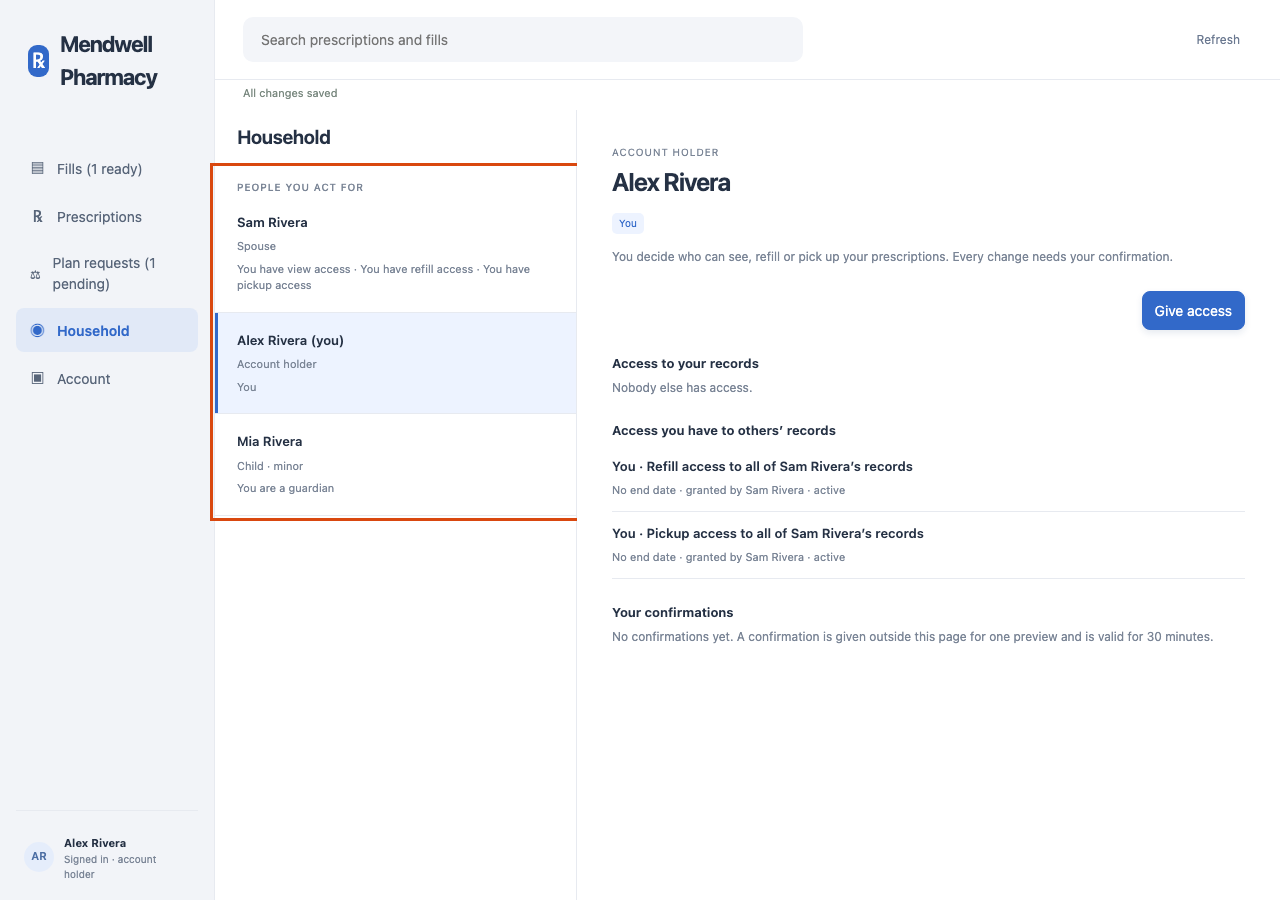 ℞
Mendwell
Pharmacy
Fills (1 ready)
℞ Prescriptions
Plan requests (1
pending)
Household
Account
AR
Alex Rivera
Signed in · account
holder
Search prescriptions and fills
Refresh
All changes saved
Household
PEOPLE YOU ACT FOR
Sam Rivera
Spouse
You have view access · You have refill access · You have
pickup access
Alex Rivera (you)
Account holder
You
Mia Rivera
Child · minor
You are a guardian
ACCOUNT HOLDER
Alex Rivera
You
You decide who can see, refill or pick up your prescriptions. Every change needs your confirmation.
Give access
Access to your records
Nobody else has access.
Access you have to others’ records
You · Refill access to all of Sam Rivera’s records
No end date · granted by Sam Rivera · active
You · Pickup access to all of Sam Rivera’s records
No end date · granted by Sam Rivera · active
Your confirmations
No confirmations yet. A confirmation is given outside this page for one preview and is valid for 30 minutes.